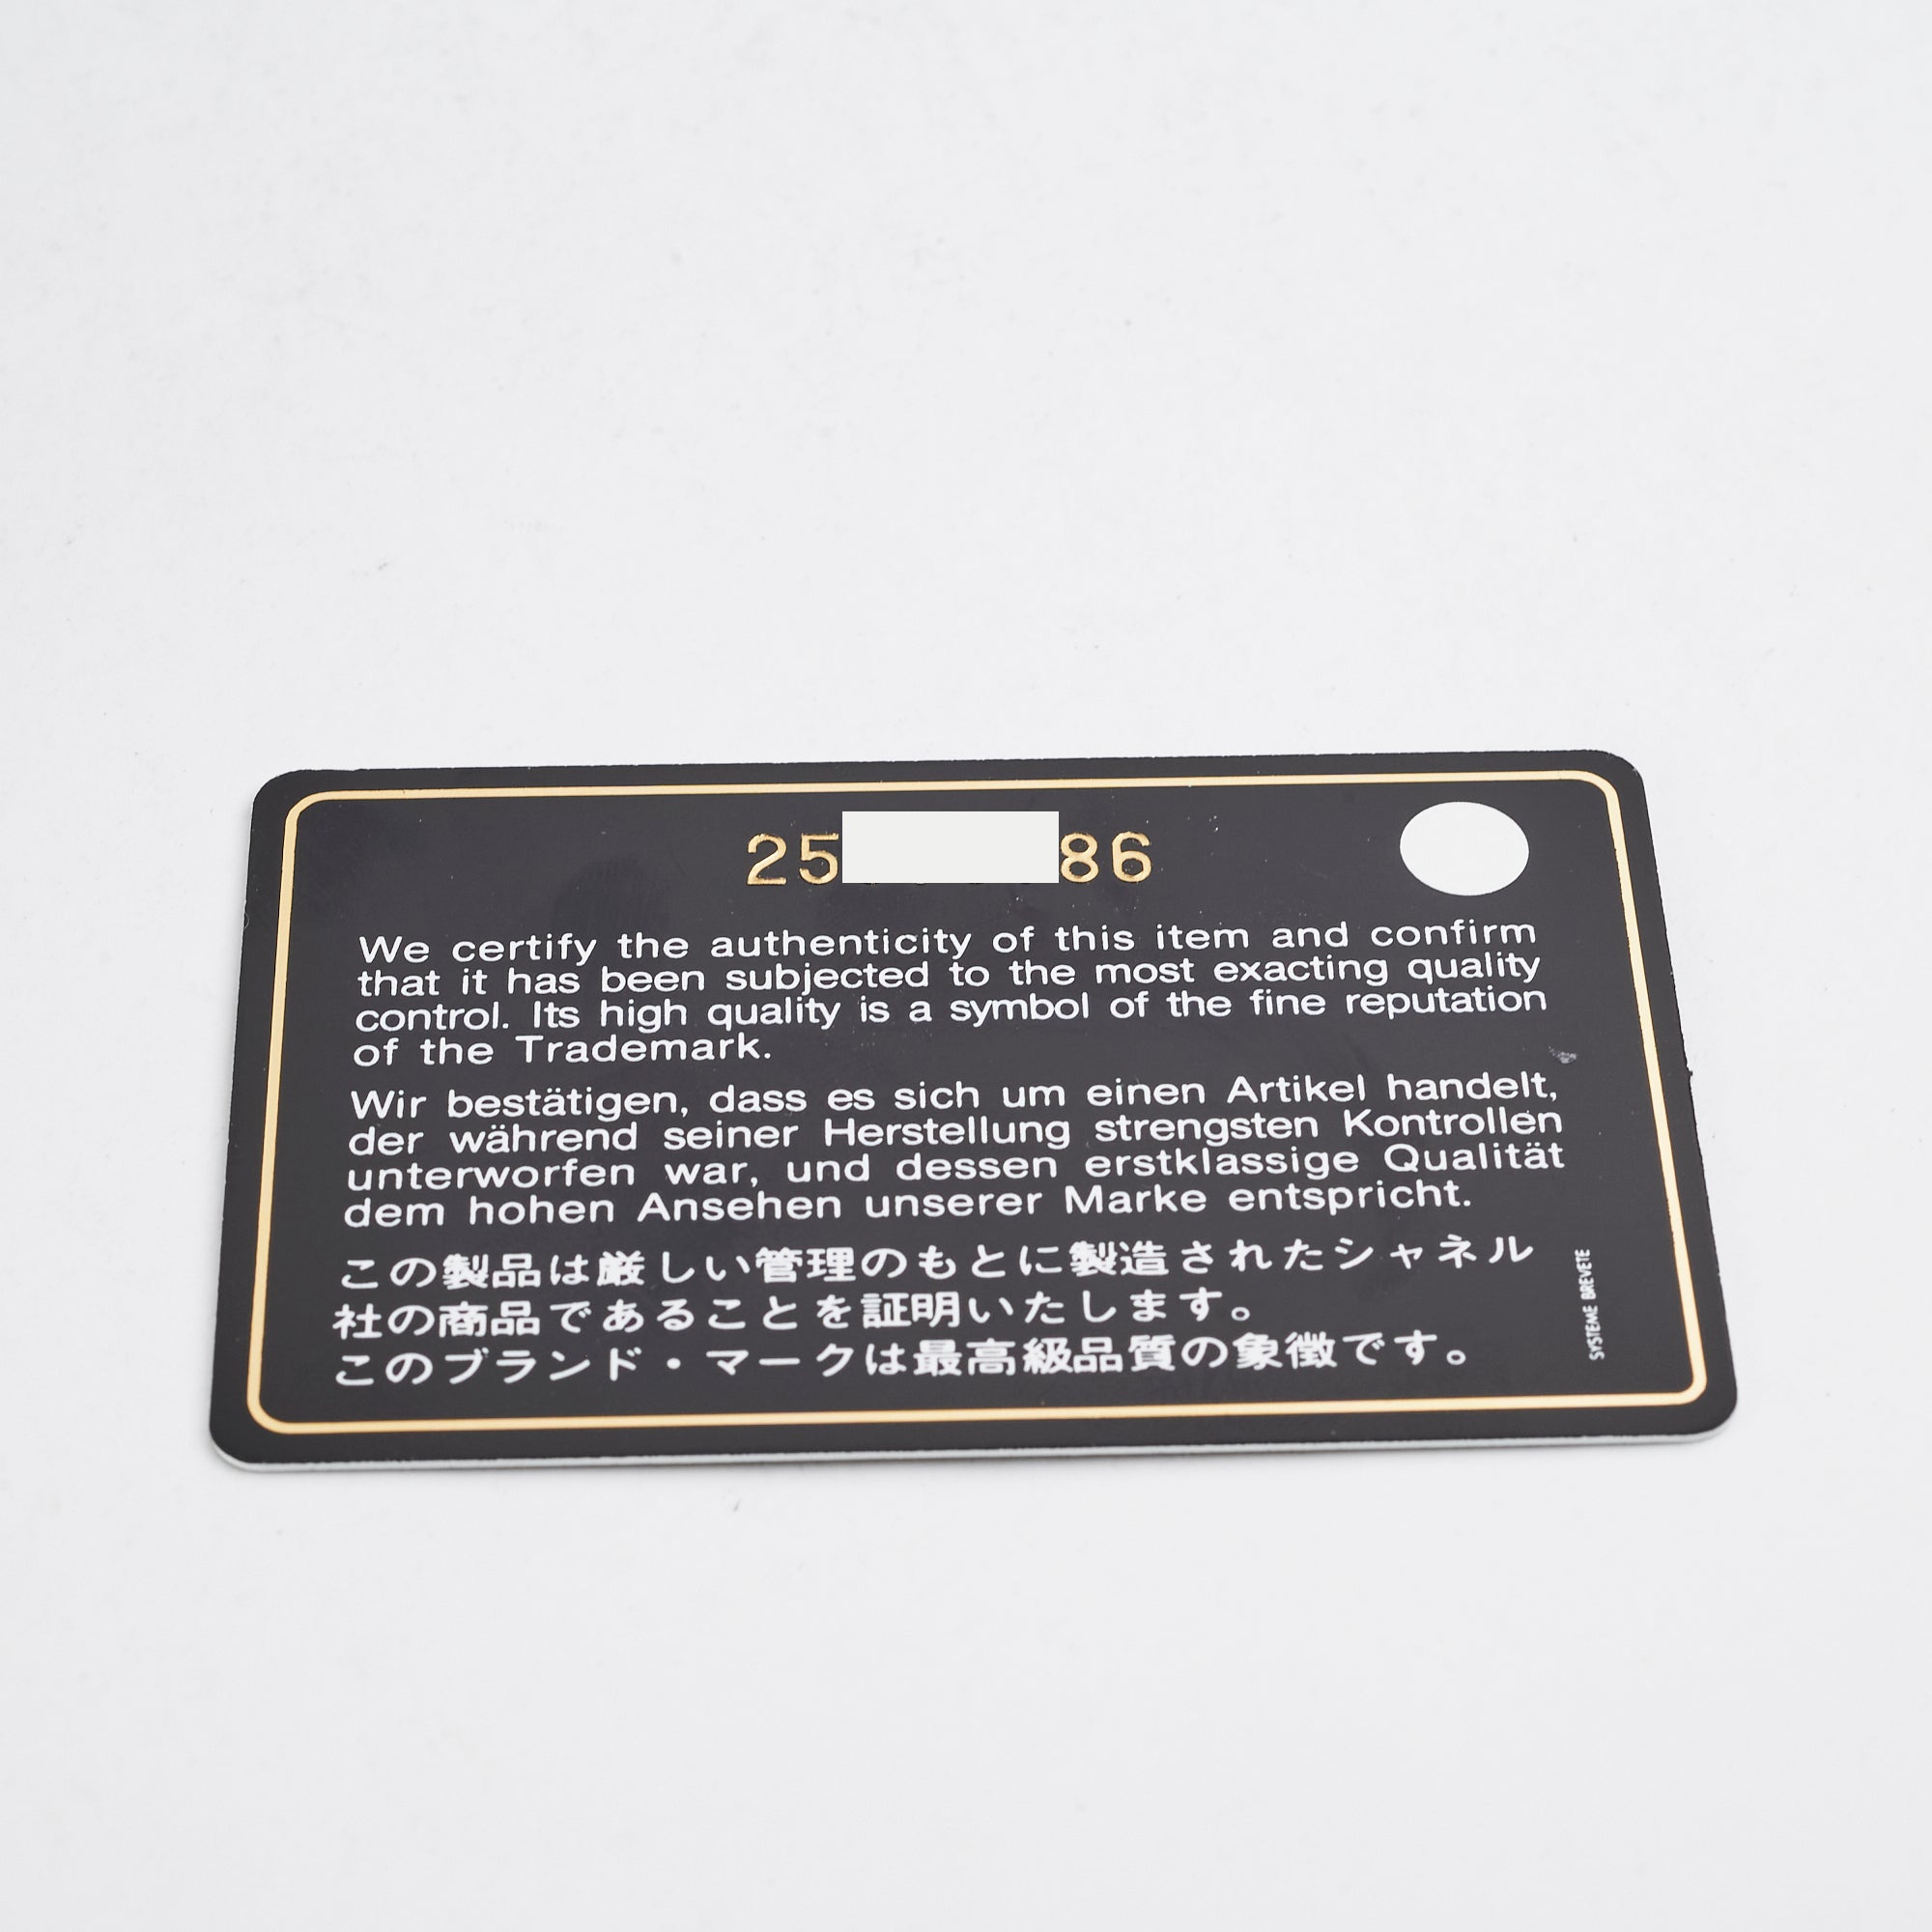 25 86
We certify the authenticity of this item and confirm
that it has been subjected to the most exacting quality
control. Its high quality is a symbol of the fine reputation
of the Trademark.
Wir bestätigen, dass es sich um einen Artikel handelt,
der während seiner Herstellung strengsten Kontrollen
unterworfen war, und dessen erstklassige Qualität
dem hohen Ansehen unserer Marke entspricht.
この製品は厳しい管理のもとに製造されたシャネル
社の商品であることを証明いたします。
このブランド・マークは最高級品質の象徴です。
SYSTEME BREVETE